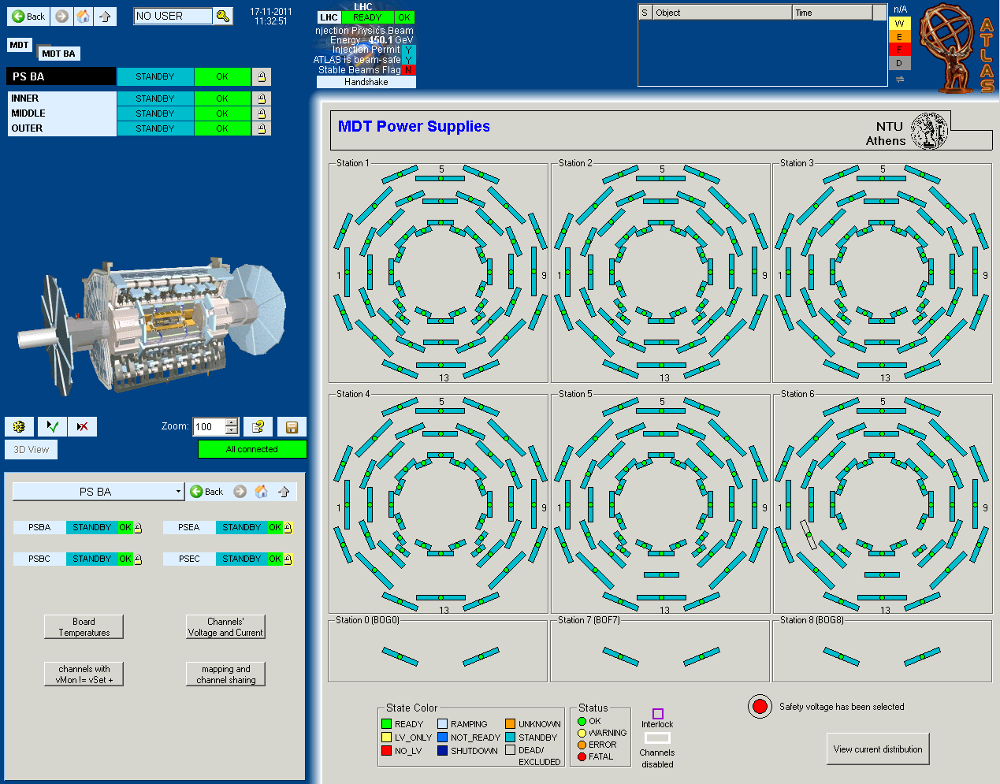 Back
NO USER
17-11-2011
11:32:51
MDT
MDT BA
PS BA STANDBY OK
INNER STANDBY OK
MIDDLE STANDBY OK
OUTER STANDBY OK
LHC
LHC READY OK
njection Physics Beam
Energy= 450.1 GeV
Injection Permit Y
ATLAS is beam-safe Y
Stable Beams Flag N
Handshake
S Object Time
n/A
W
E
F
D
ATLAS
Zoom: 100
3D View
All connected
PS BA Back
PSBA STANDBY OK PSEA STANDBY OK
PSBC STANDBY OK PSEC STANDBY OK
Board
Temperatures
Channels'
Voltage and Current
channels with
vMon != vSet +
mapping and
channel sharing
MDT Power Supplies
NTU
Athens
Station 1
5
1 9
13
Station 2
5
1 9
13
Station 3
5
1 9
13
Station 4
5
1 9
13
Station 5
5
1 9
13
Station 6
5
1 9
13
Station 0 (BOG0)
Station 7 (BOF7)
Station 8 (BOG8)
State Color
READY RAMPING UNKNOWN
LV_ONLY NOT_READY STANDBY
NO_LV SHUTDOWN DEAD/
EXCLUDED
Status
OK
WARNING
ERROR
FATAL
Interlock
Channels
disabled
Safety voltage has been selected
View current distribution